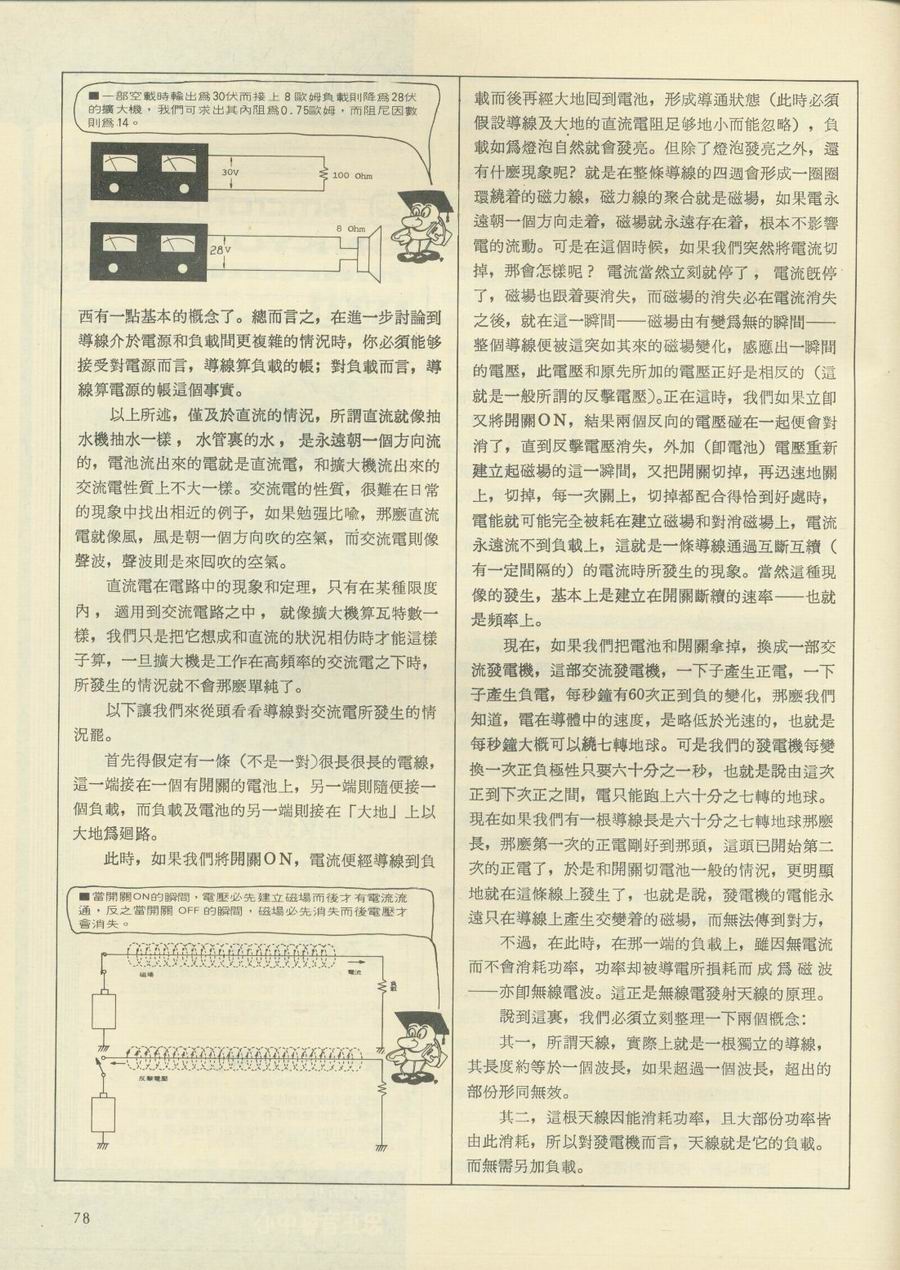 ■一部空載時輸出爲30伏而接上 8 歐姆負載則降爲28伏
的擴大機，我們可求出其內阻爲0.75歐姆，而阻尼因數
則爲14。
30V
100 Ohm
8 Ohm
28V
西有一點基本的概念了。總而言之，在進一步討論到
導線介於電源和負載間更複雜的情況時，你必須能够
接受對電源而言，導線算負載的帳；對負載而言，導
線算電源的帳這個事實。
以上所述，僅及於直流的情況，所謂直流就像抽
水機抽水一樣，水管裏的水，是永遠朝一個方向流
的，電池流出來的電就是直流電，和擴大機流出來的
交流電性質上不大一樣。交流電的性質，很難在日常
的現象中找出相近的例子，如果勉强比喩，那麽直流
電就像風，風是朝一個方向吹的空氣，而交流電則像
聲波，聲波則是來囘吹的空氣。
直流電在電路中的現象和定理，只有在某種限度
內，適用到交流電路之中，就像擴大機算瓦特數一
樣，我們只是把它想成和直流的狀況相仿時才能這樣
子算，一旦擴大機是工作在高頻率的交流電之下時，
所發生的情況就不會那麽單純了。
以下讓我們來從頭看看導線對交流電所發生的情
況罷。
首先得假定有一條（不是一對）很長很長的電線，
這一端接在一個有開關的電池上，另一端則隨便接一
個負載，而負載及電池的另一端則接在「大地」上以
大地爲廻路。
此時，如果我們將開關ON，電流便經導線到負
■當開關ON的瞬間，電壓必先建立磁場而後才有電流流
通，反之當開關 OFF 的瞬間，磁場必先消失而後電壓才
會消失。
磁場
電流
負載
反擊電壓
載而後再經大地囘到電池，形成導通狀態（此時必須
假設導線及大地的直流電阻足够地小而能忽略），負
載如爲燈泡自然就會發亮。但除了燈泡發亮之外，還
有什麽現象呢？就是在整條導線的四週會形成一圈圈
環繞着的磁力線，磁力線的聚合就是磁場，如果電永
遠朝一個方向走着，磁場就永遠存在着，根本不影響
電的流動。可是在這個時候，如果我們突然將電流切
掉，那會怎樣呢？電流當然立刻就停了，電流旣停
了，磁場也跟着要消失，而磁場的消失必在電流消失
之後，就在這一瞬間——磁場由有變爲無的瞬間——
整個導線便被這突如其來的磁場變化，感應出一瞬間
的電壓，此電壓和原先所加的電壓正好是相反的（這
就是一般所謂的反擊電壓）。正在這時，我們如果立卽
又將開關ON，結果兩個反向的電壓碰在一起便會對
消了，直到反擊電壓消失，外加（卽電池）電壓重新
建立起磁場的這一瞬間，又把開關切掉，再迅速地關
上，切掉，每一次關上，切掉都配合得恰到好處時，
電能就可能完全被耗在建立磁場和對消磁場上，電流
永遠流不到負載上，這就是一條導線通過互斷互續（
有一定間隔的）的電流時所發生的現象。當然這種現
像的發生，基本上是建立在開關斷續的速率——也就
是頻率上。
現在，如果我們把電池和開關拿掉，換成一部交
流發電機，這部交流發電機，一下子產生正電，一下
子產生負電，每秒鐘有60次正到負的變化，那麽我們
知道，電在導體中的速度，是略低於光速的，也就是
每秒鐘大概可以繞七轉地球。可是我們的發電機每變
換一次正負極性只要六十分之一秒，也就是說由這次
正到下次正之間，電只能跑上六十分之七轉的地球。
現在如果我們有一根導線長是六十分之七轉地球那麽
長，那麽第一次的正電剛好到那頭，這頭已開始第二
次的正電了，於是和開關切電池一般的情況，更明顯
地就在這條線上發生了，也就是說，發電機的電能永
遠只在導線上產生交變着的磁場，而無法傳到對方，
不過，在此時，在那一端的負載上，雖因無電流
而不會消耗功率，功率却被導電所損耗而成爲磁波
——亦卽無線電波。這正是無線電發射天線的原理。
說到這裏，我們必須立刻整理一下兩個概念：
其一，所謂天線，實際上就是一根獨立的導線，
其長度約等於一個波長，如果超過一個波長，超出的
部份形同無效。
其二，這根天線因能消耗功率，且大部份功率皆
由此消耗，所以對發電機而言，天線就是它的負載。
而無需另加負載。
78